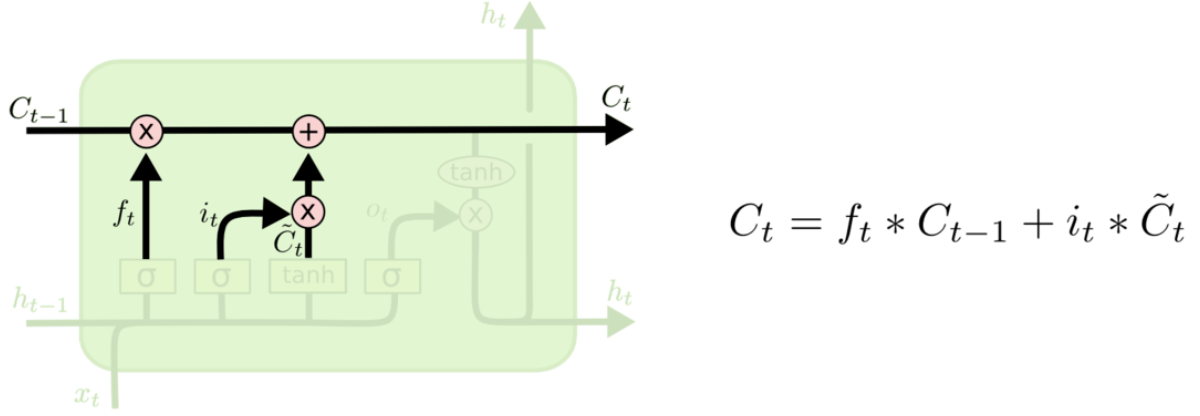 h_t
C_{t-1} C_t
x +
tanh
f_t i_t x o_t x
C̃_t
σ σ tanh σ
h_{t-1} h_t
x_t
C_t = f_t * C_{t-1} + i_t * C̃_t